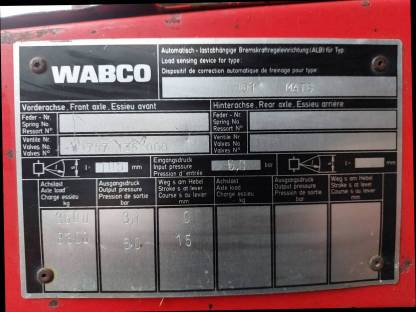 WABCO
Automatisch - lastabhängige Bremskraftregeleinrichtung (ALB) für Typ:
Load sensing device for type:
Dispositif de correction automatique de freinage pour type:
Vorderachse, Front axle, Essieu avant
Hinterachse, Rear axle, Essieu arrière
Feder - Nr.
Spring No.
Ressort N°
Feder - Nr.
Spring No.
Ressort N°
Ventile Nr.
Valves No.
Valves N°
Ventile Nr.
Valves No.
Valves N°
i -
Eingangsdruck
Input pressure
Pression d'entrée
bar
i -
mm
Achslast
Axle load
Charge essieu
kg
Ausgangsdruck
Output pressure
Pression de sortie
bar
Weg s am Hebel
Stroke s at lever
Course s u levier
mm
Achslast
Axle load
Charge essieu
kg
Ausgangsdruck
Output pressure
Pression de sortie
bar
Weg s am Hebel
Stroke s at lever
Course s u levier
mm
0
15